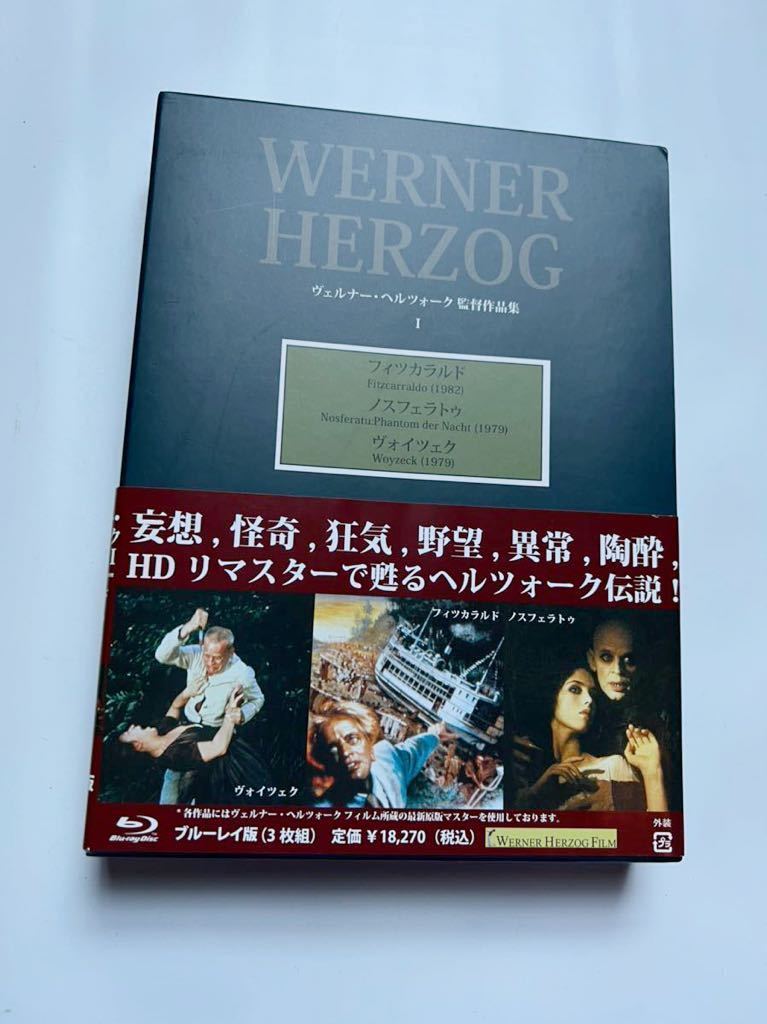 WERNER
HERZOG
ヴェルナー・ヘルツォーク 監督作品集
I
フィツカラルド
Fitzcarraldo (1982)
ノスフェラトゥ
Nosferatu:Phantom der Nacht (1979)
ヴォイツェク
Woyzeck (1979)
妄想,怪奇,狂気,野望,異常,陶酔,
HD リマスターで甦るヘルツォーク伝説!
フィツカラルド ノスフェラトゥ
ヴォイツェク
*各作品にはヴェルナー・ヘルツォーク フィルム所蔵の最新原版マスターを使用しております。
Blu-ray Disc ブルーレイ版(3枚組) 定価 ¥18,270(税込) WERNER HERZOG FILM
外装
プラ
版